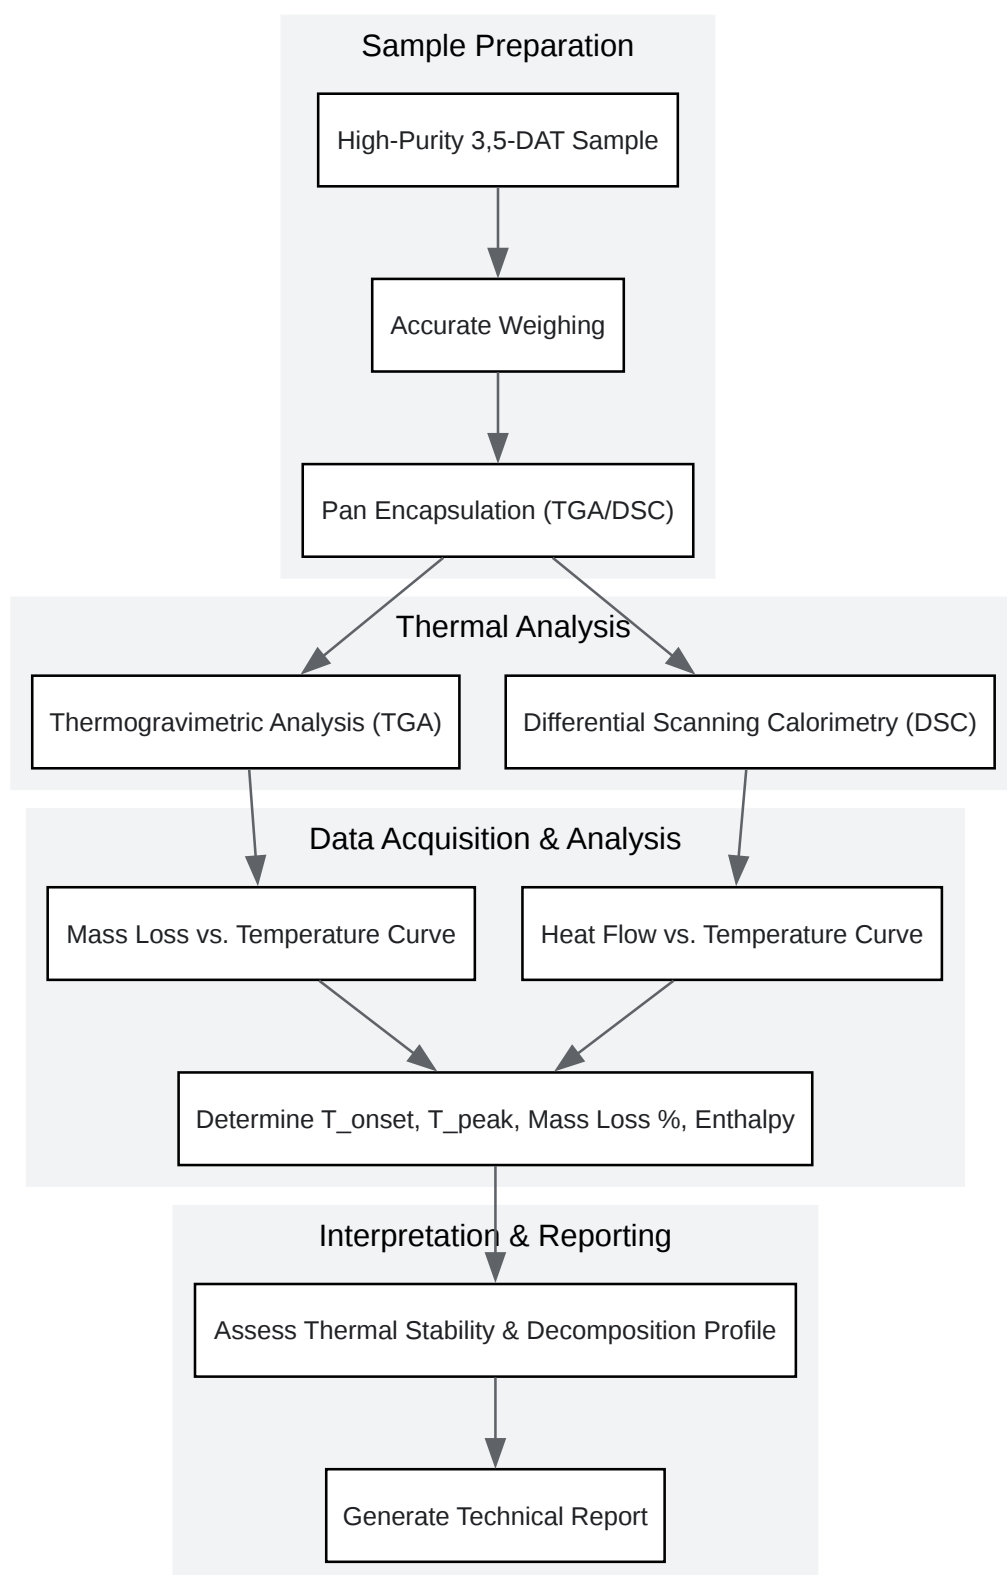 Sample Preparation
High-Purity 3,5-DAT Sample
Accurate Weighing
Pan Encapsulation (TGA/DSC)
Thermal Analysis
Thermogravimetric Analysis (TGA)
Differential Scanning Calorimetry (DSC)
Data Acquisition & Analysis
Mass Loss vs. Temperature Curve
Heat Flow vs. Temperature Curve
Determine T_onset, T_peak, Mass Loss %, Enthalpy
Interpretation & Reporting
Assess Thermal Stability & Decomposition Profile
Generate Technical Report